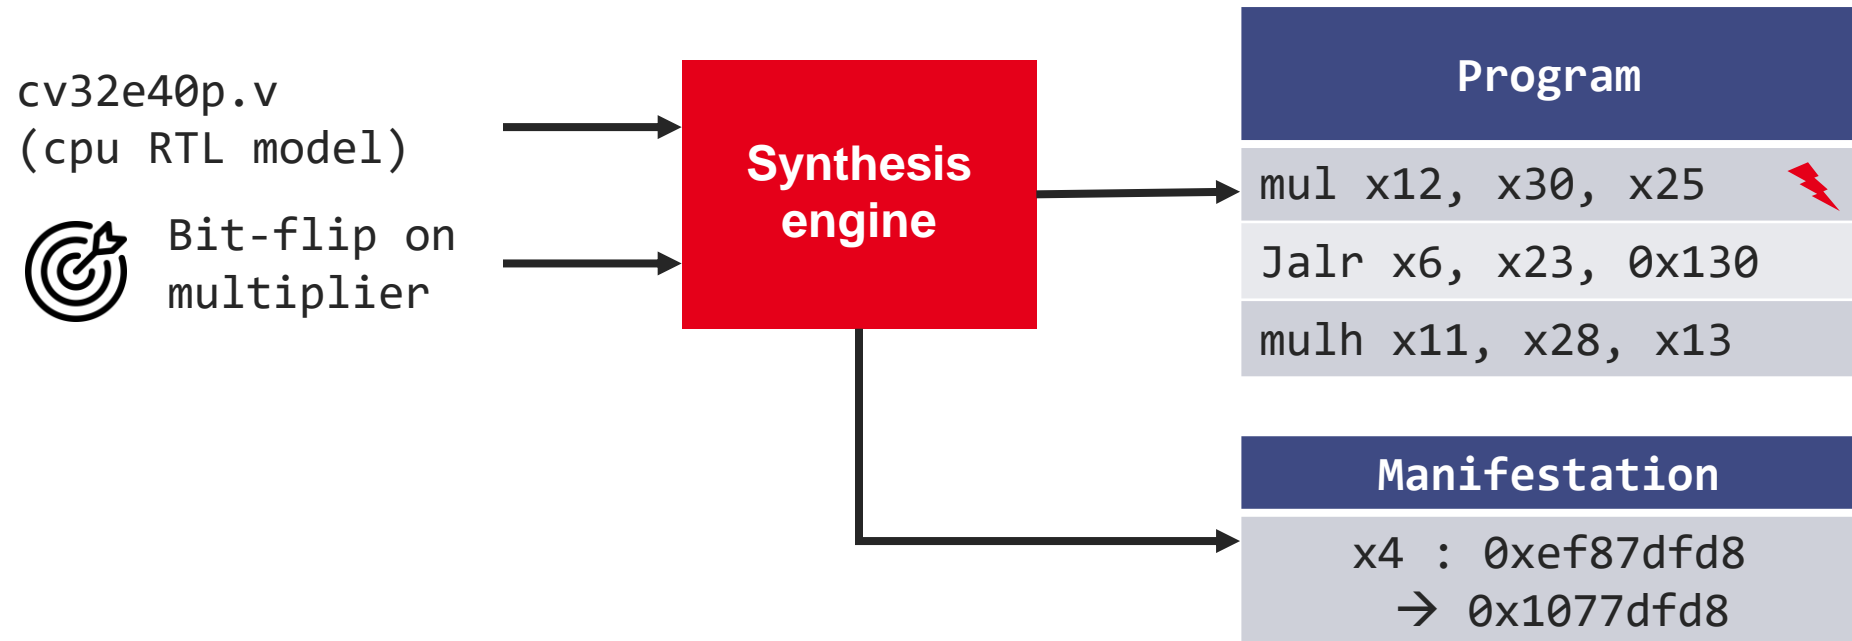 cv32e40p.v
(cpu RTL model)
Bit-flip on
multiplier
Synthesis
engine
Program
mul x12, x30, x25
Jalr x6, x23, 0x130
mulh x11, x28, x13
Manifestation
x4 : 0xef87dfd8
→ 0x1077dfd8